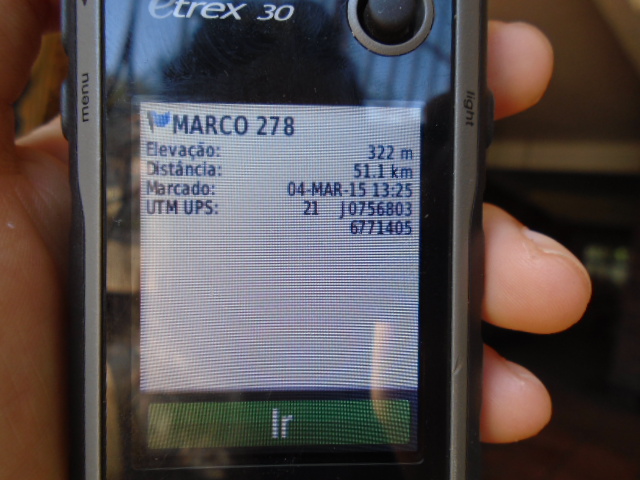 etrex 30
menu
light
MARCO 278
Elevação: 322 m
Distância: 51.1 km
Marcado: 04-MAR-15 13:25
UTM UPS: 21 J0756803
6771405
Ir